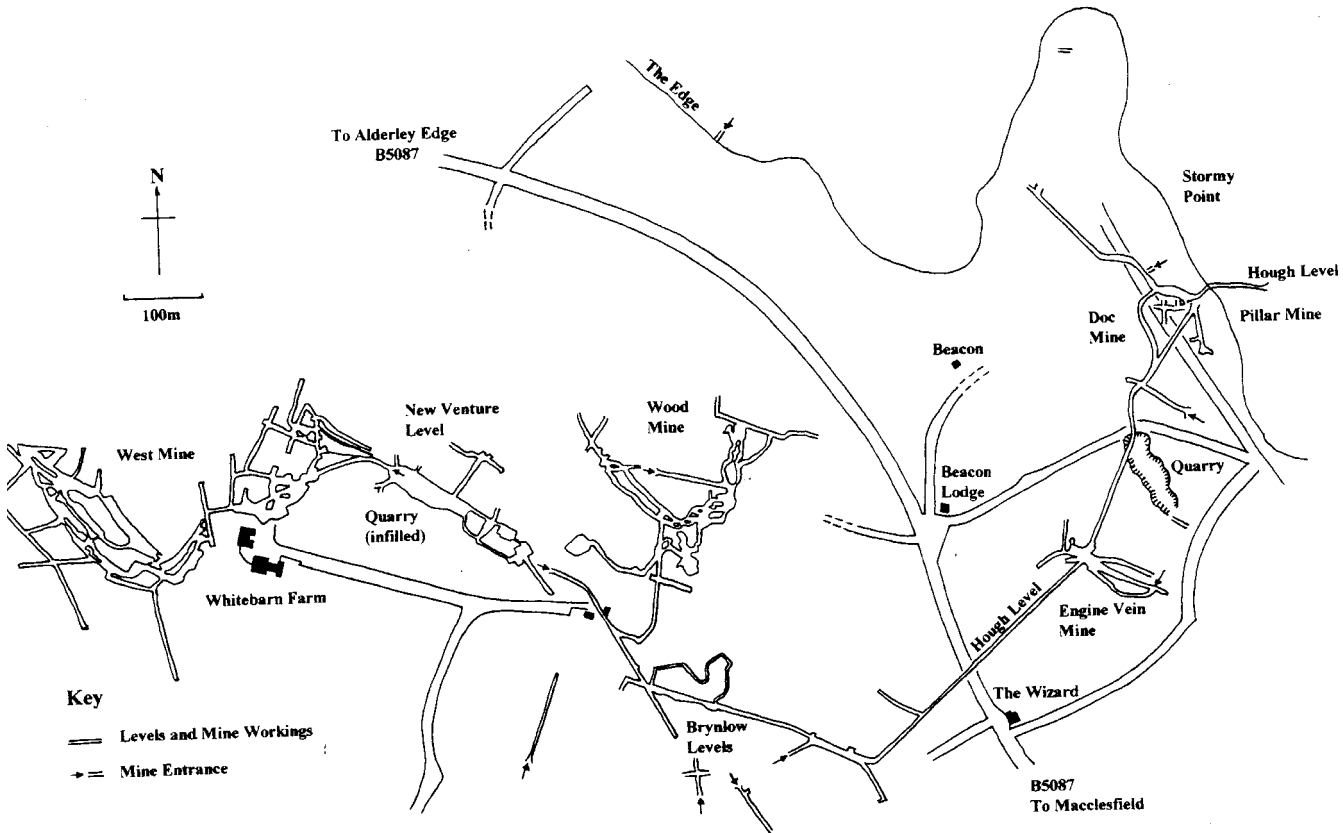 The Edge
To Alderley Edge
B5087
N
100m
Stormy
Point
Hough Level
Pillar Mine
Doc
Mine
Beacon
Wood
Mine
New Venture
Level
West Mine
Beacon
Lodge
Quarry
Quarry
(infilled)
Whitebarn Farm
Engine Vein
Mine
Hough Level
The Wizard
Key
Levels and Mine Workings
Mine Entrance
Brynlow
Levels
B5087
To Macclesfield